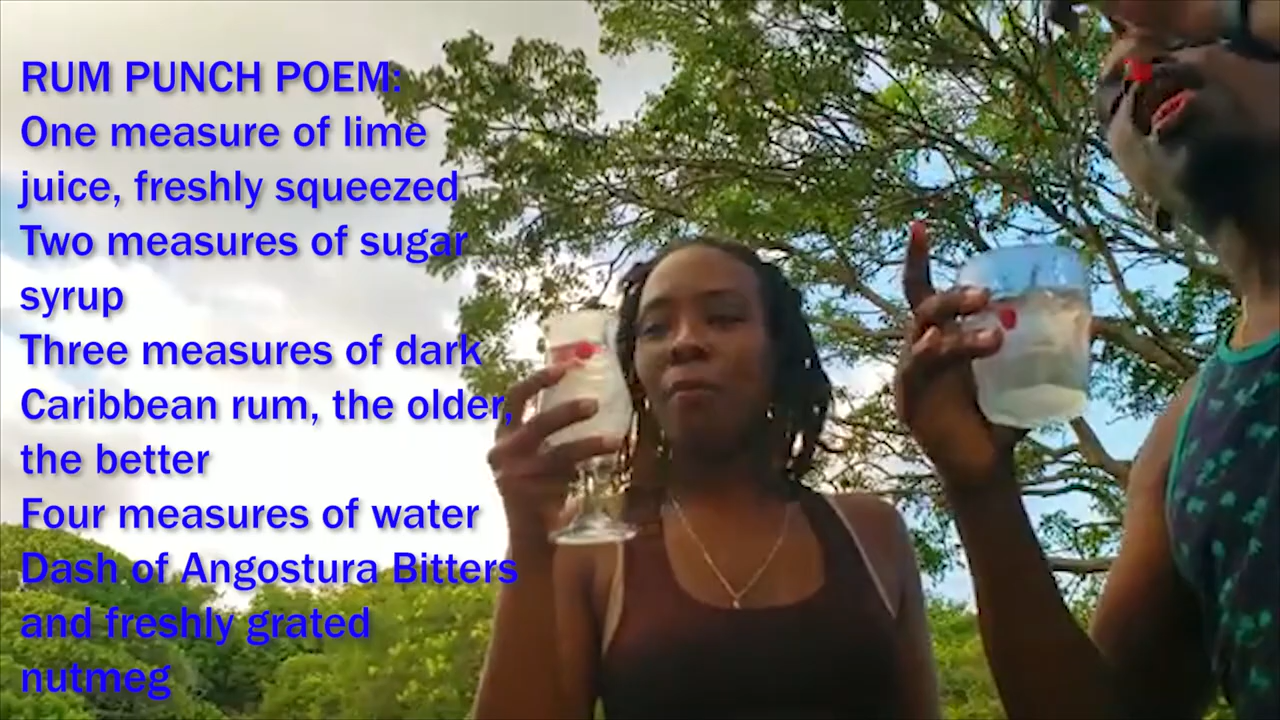 RUM PUNCH POEM:
One measure of lime
juice, freshly squeezed
Two measures of sugar
syrup
Three measures of dark
Caribbean rum, the older,
the better
Four measures of water
Dash of Angostura Bitters
and freshly grated
nutmeg